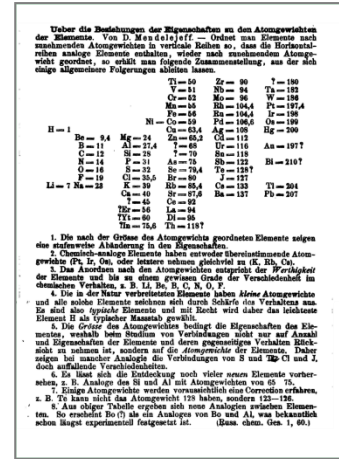 Ueber die Beziehungen der Eigenschaften zu den Atomgewichten
der Elemente. Von D. Mendelejeff. — Ordnet man Elemente nach
zunehmenden Atomgewichten in verticale Reihen so, dass die Horizontal-
reihen analoge Elemente enthalten, wieder nach zunehmendem Atomge-
wicht geordnet, so erhält man folgende Zusammenstellung, aus der sich
einige allgemeinere Folgerungen ableiten lassen.
Ti = 50 Zr = 90 ? = 180
V = 51 Nb = 94 Ta = 182
Cr = 52 Mo = 96 W = 186
Mn = 55 Rh = 104,4 Pt = 197,4
Fe = 56 Ru = 104,4 Ir = 198
Ni = Co = 59 Pd = 106,6 Os = 199
H = 1 Cu = 63,4 Ag = 108 Hg = 200
Be = 9,4 Mg = 24 Zn = 65,2 Cd = 112
B = 11 Al = 27,4 ? = 68 Ur = 116 Au = 197?
C = 12 Si = 28 ? = 70 Sn = 118
N = 14 P = 31 As = 75 Sb = 122 Bi = 210?
O = 16 S = 32 Se = 79,4 Te = 128?
F = 19 Cl = 35,5 Br = 80 J = 127
Li = 7 Na = 23 K = 39 Rb = 85,4 Cs = 133 Tl = 204
Ca = 40 Sr = 87,6 Ba = 137 Pb = 207
? = 45 Ce = 92
?Er = 56 La = 94
?Yt = 60 Di = 95
?In = 75,6 Th = 118?
1. Die nach der Grösse des Atomgewichts geordneten Elemente zeigen
eine stufenweise Abänderung in den Eigenschaften.
2. Chemisch-analoge Elemente haben entweder übereinstimmende Atom-
gewichte (Pt, Ir, Os), oder letztere nehmen gleichviel zu (K, Rb, Cs).
3. Das Anordnen nach den Atomgewichten entspricht der Werthigkeit
der Elemente und bis zu einem gewissen Grade der Verschiedenheit im
chemischen Verhalten, z. B. Li, Be, B, C, N, O, F.
4. Die in der Natur verbreitetsten Elemente haben kleine Atomgewichte
und alle solche Elemente zeichnen sich durch Schärfe des Verhaltens aus.
Es sind also typische Elemente und mit Recht wird daher das leichteste
Element H als typischer Massstab gewählt.
5. Die Grösse des Atomgewichtes bedingt die Eigenschaften des Ele-
mentes, weshalb beim Studium von Verbindungen nicht nur auf Anzahl
und Eigenschaften der Elemente und deren gegenseitiges Verhalten Rück-
sicht zu nehmen ist, sondern auf die Atomgewichte der Elemente. Daher
zeigen bei mancher Analogie die Verbindungen von S und Cl und J,
doch auffallende Verschiedenheiten.
6. Es lässt sich die Entdeckung noch vieler neuen Elemente vorher-
sehen, z. B. Analoge des Si und Al mit Atomgewichten von 65 75.
7. Einige Atomgewichte werden voraussichtlich eine Correction erfahren,
z. B. Te kann nicht das Atomgewicht 128 haben, sondern 123—126.
8. Aus obiger Tabelle ergeben sich neue Analogien zwischen Elemen-
ten. So erscheint Bo (?) als ein Analoges von Bo und Al, was bekanntlich
schon längst experimentell festgesetzt ist. (Russ. chem. Ges. 1, 60.)